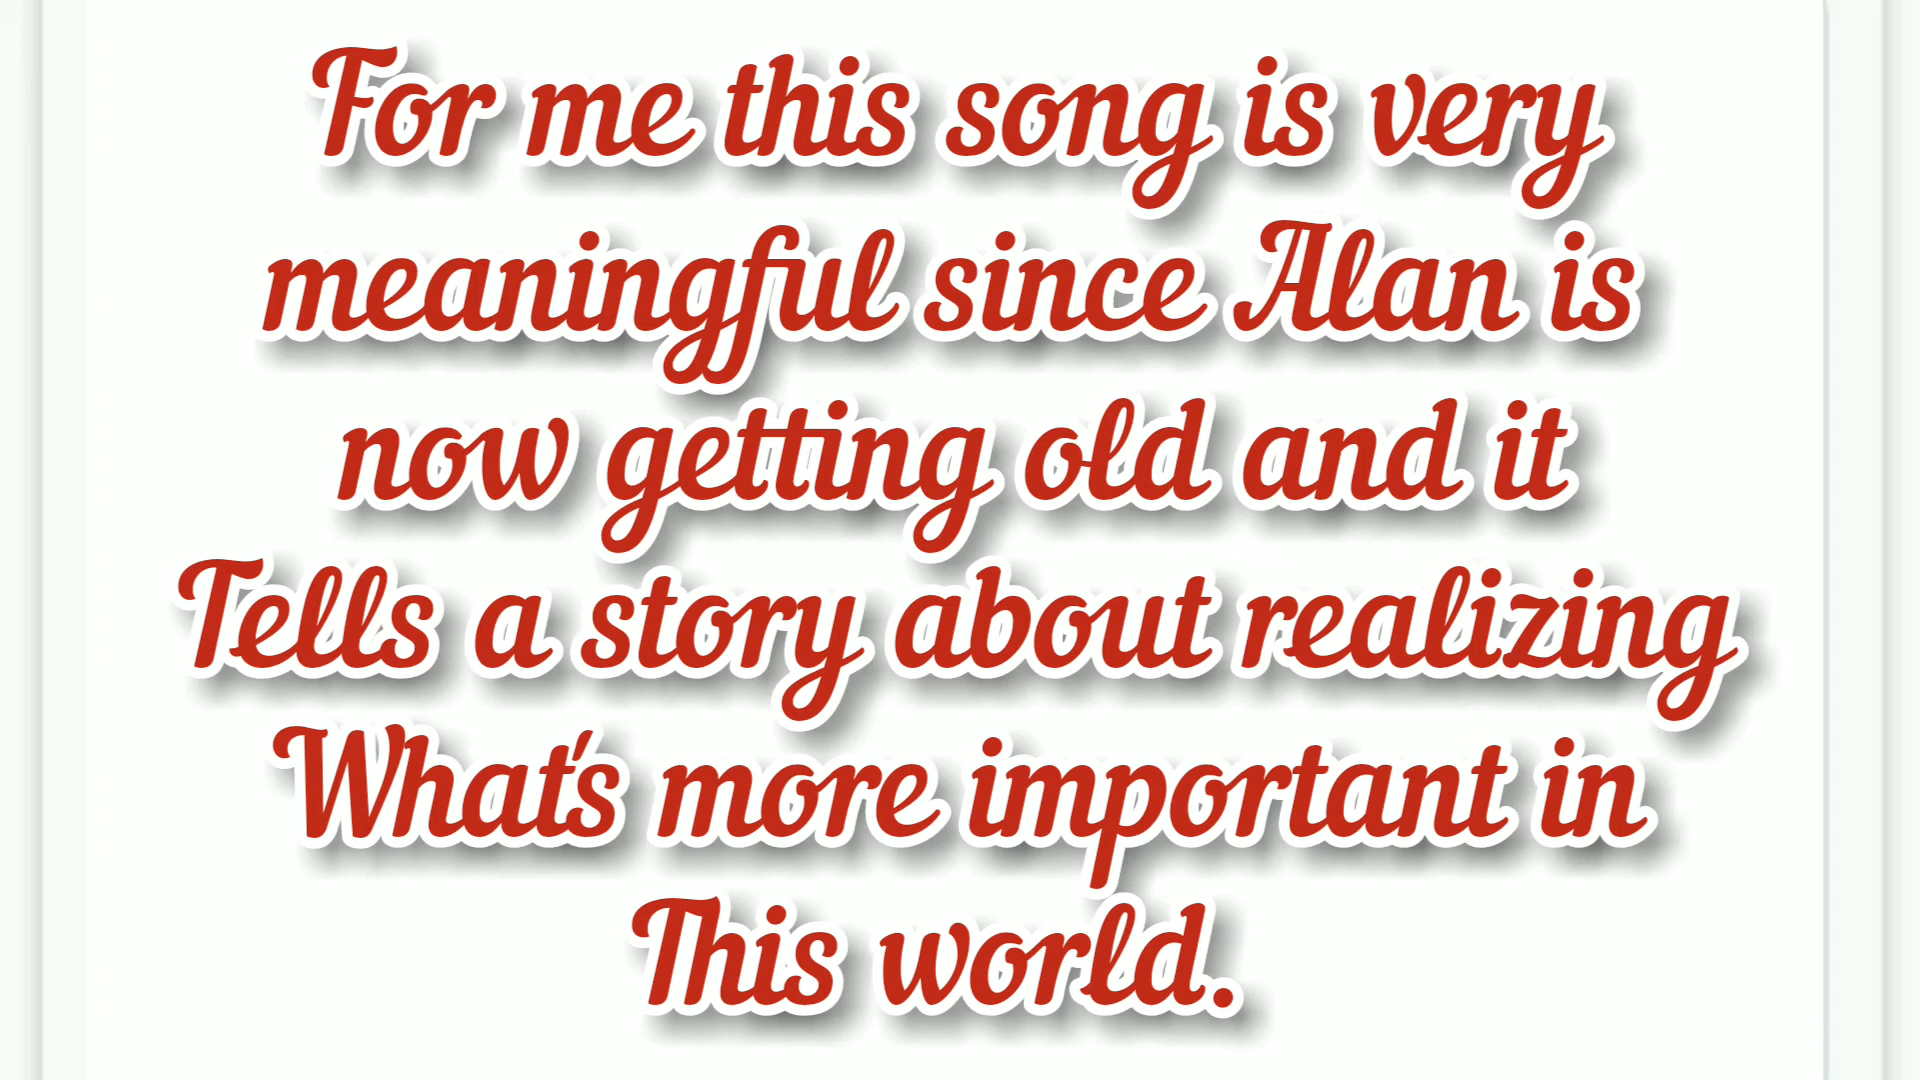 For me this song is very
meaningful since Alan is
now getting old and it
Tells a story about realizing
What's more important in
This world.